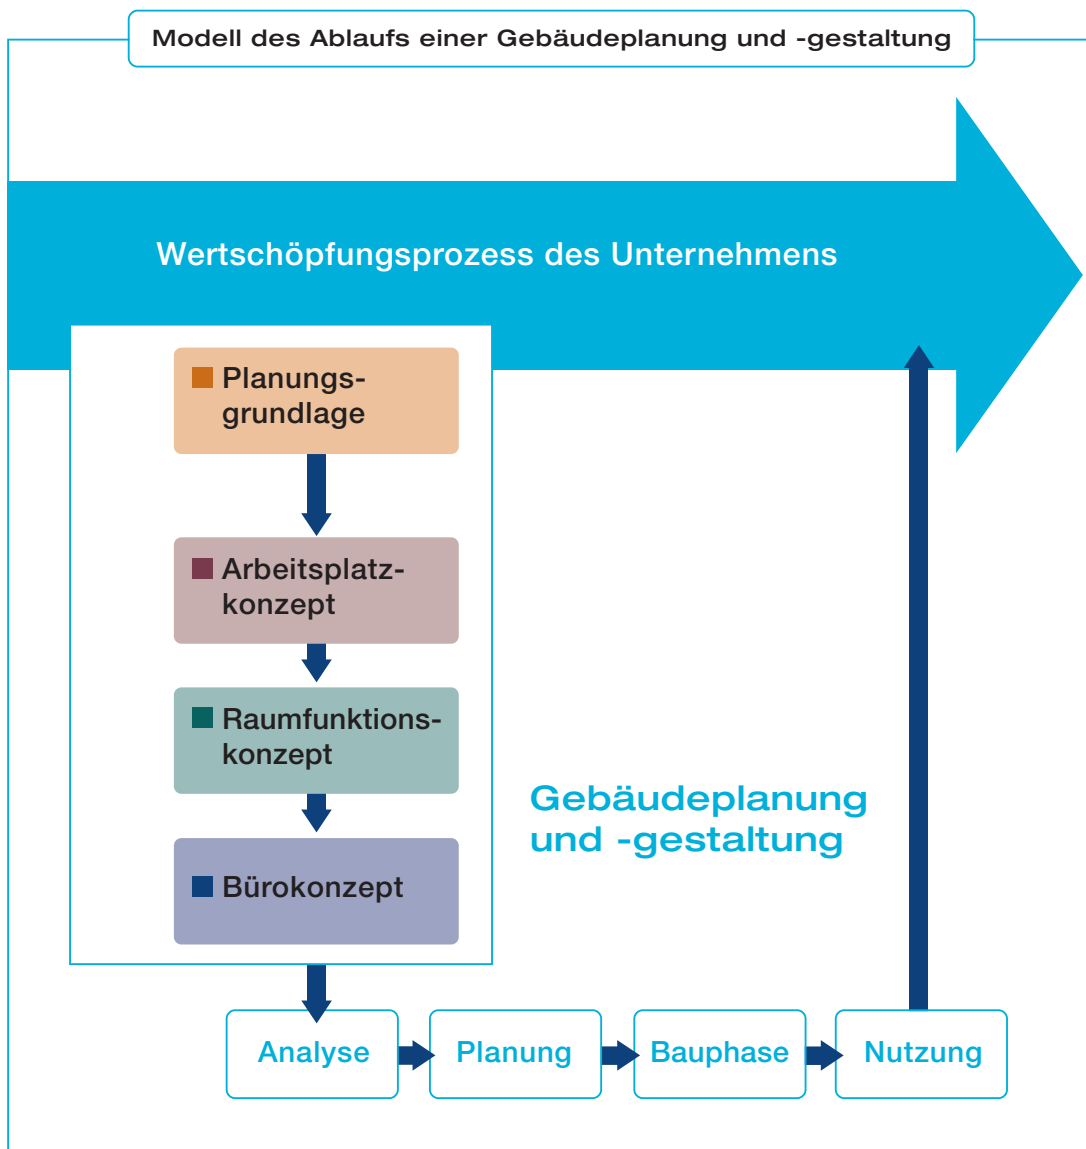 Modell des Ablaufs einer Gebäudeplanung und -gestaltung
Wertschöpfungsprozess des Unternehmens
Planungs-
grundlage
Arbeitsplatz-
konzept
Raumfunktions-
konzept
Bürokonzept
Gebäudeplanung
und -gestaltung
Analyse
Planung
Bauphase
Nutzung